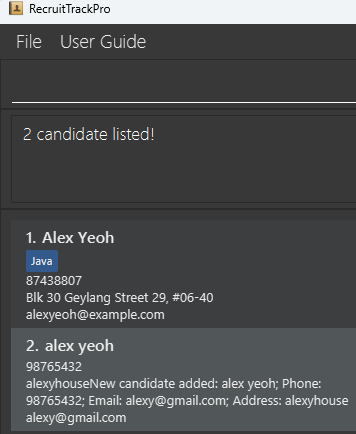 RecruitTrackPro
File User Guide
2 candidate listed!
1. Alex Yeoh
Java
87438807
Blk 30 Geylang Street 29, #06-40
alexyeoh@example.com
2. alex yeoh
98765432
alexyhouseNew candidate added: alex yeoh; Phone:
98765432; Email: alexy@gmail.com; Address: alexyhouse
alexy@gmail.com